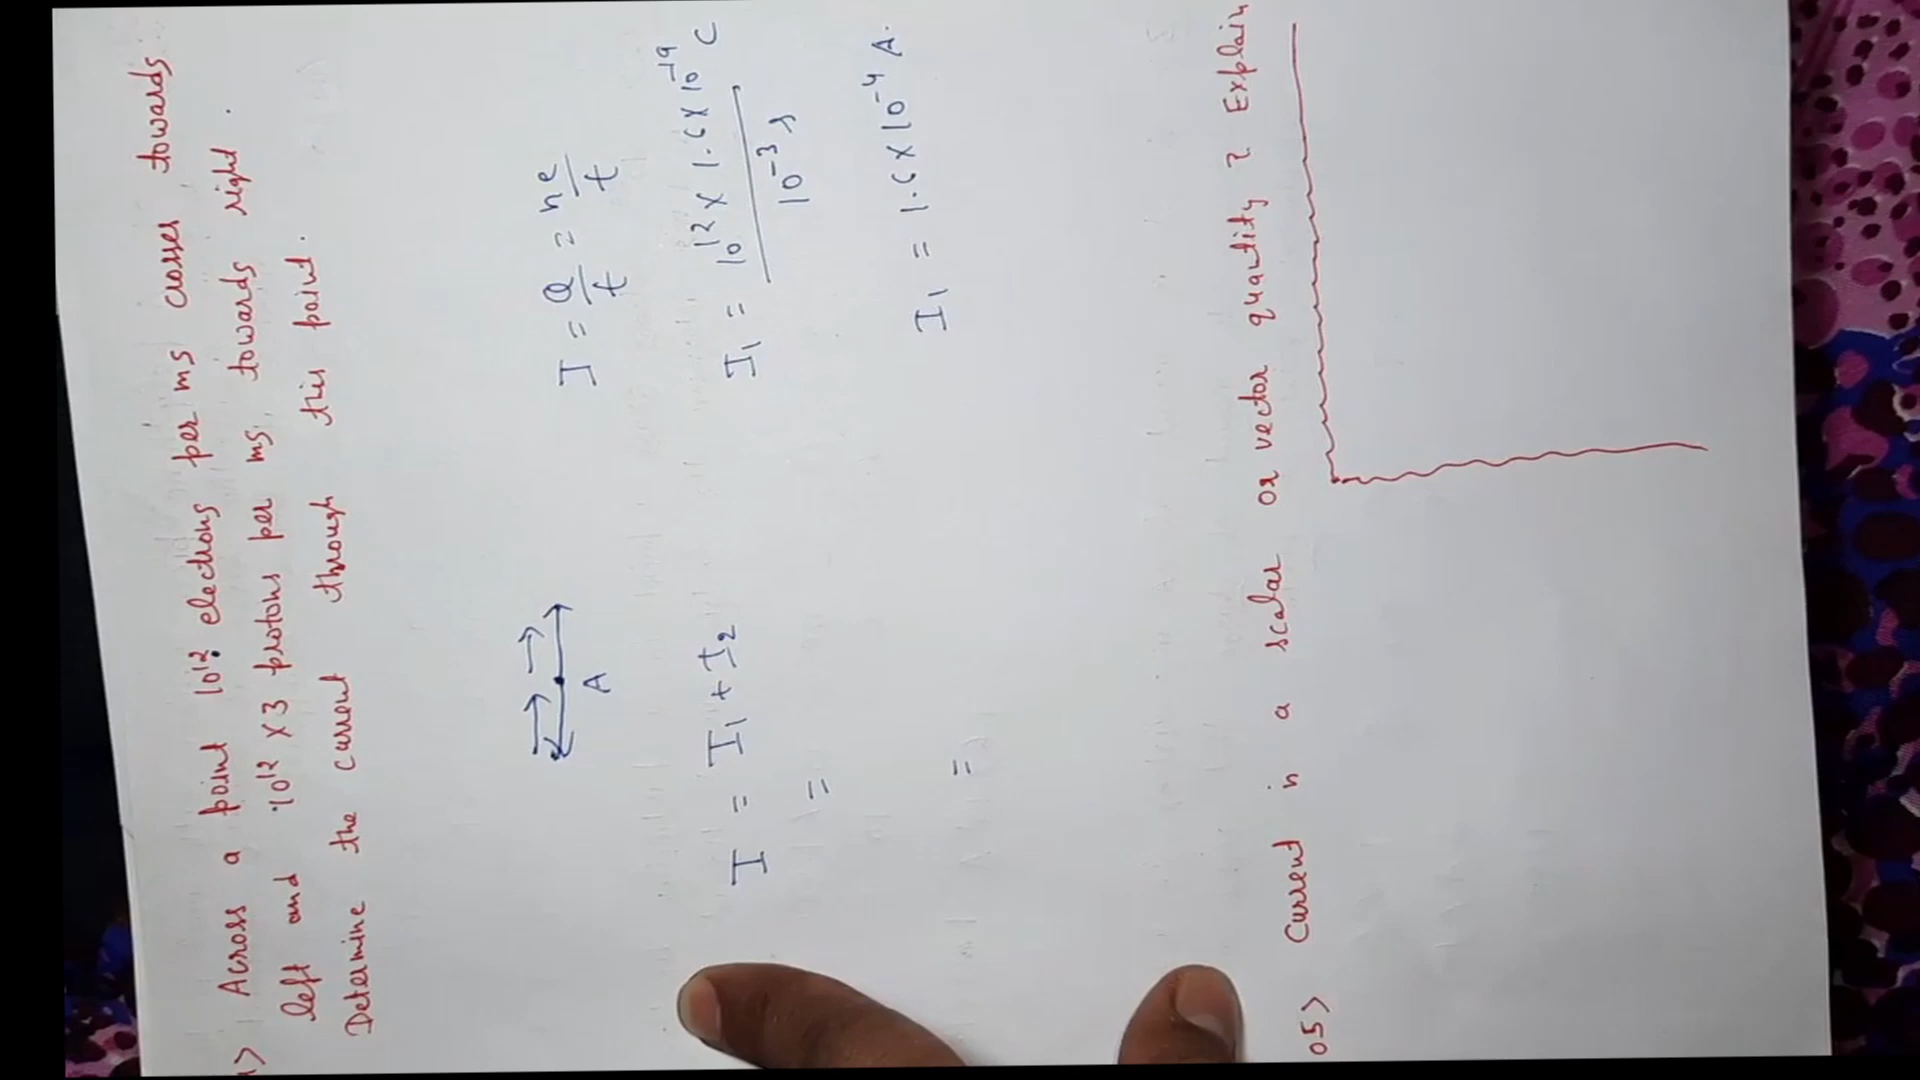 Across a point 10¹² electrons per ms crosses towards
left and 10¹² × 3 protons per ms towards right.
Determine the current through this point.
A
I = Q/t = ne/t
I = I₁ + I₂
I₁ = 10¹² × 1.6 × 10⁻¹⁹ C / 10⁻³ s
=
I₁ = 1.6 × 10⁻⁴ A.
=
05> Current is a scalar or vector quantity ? Explain